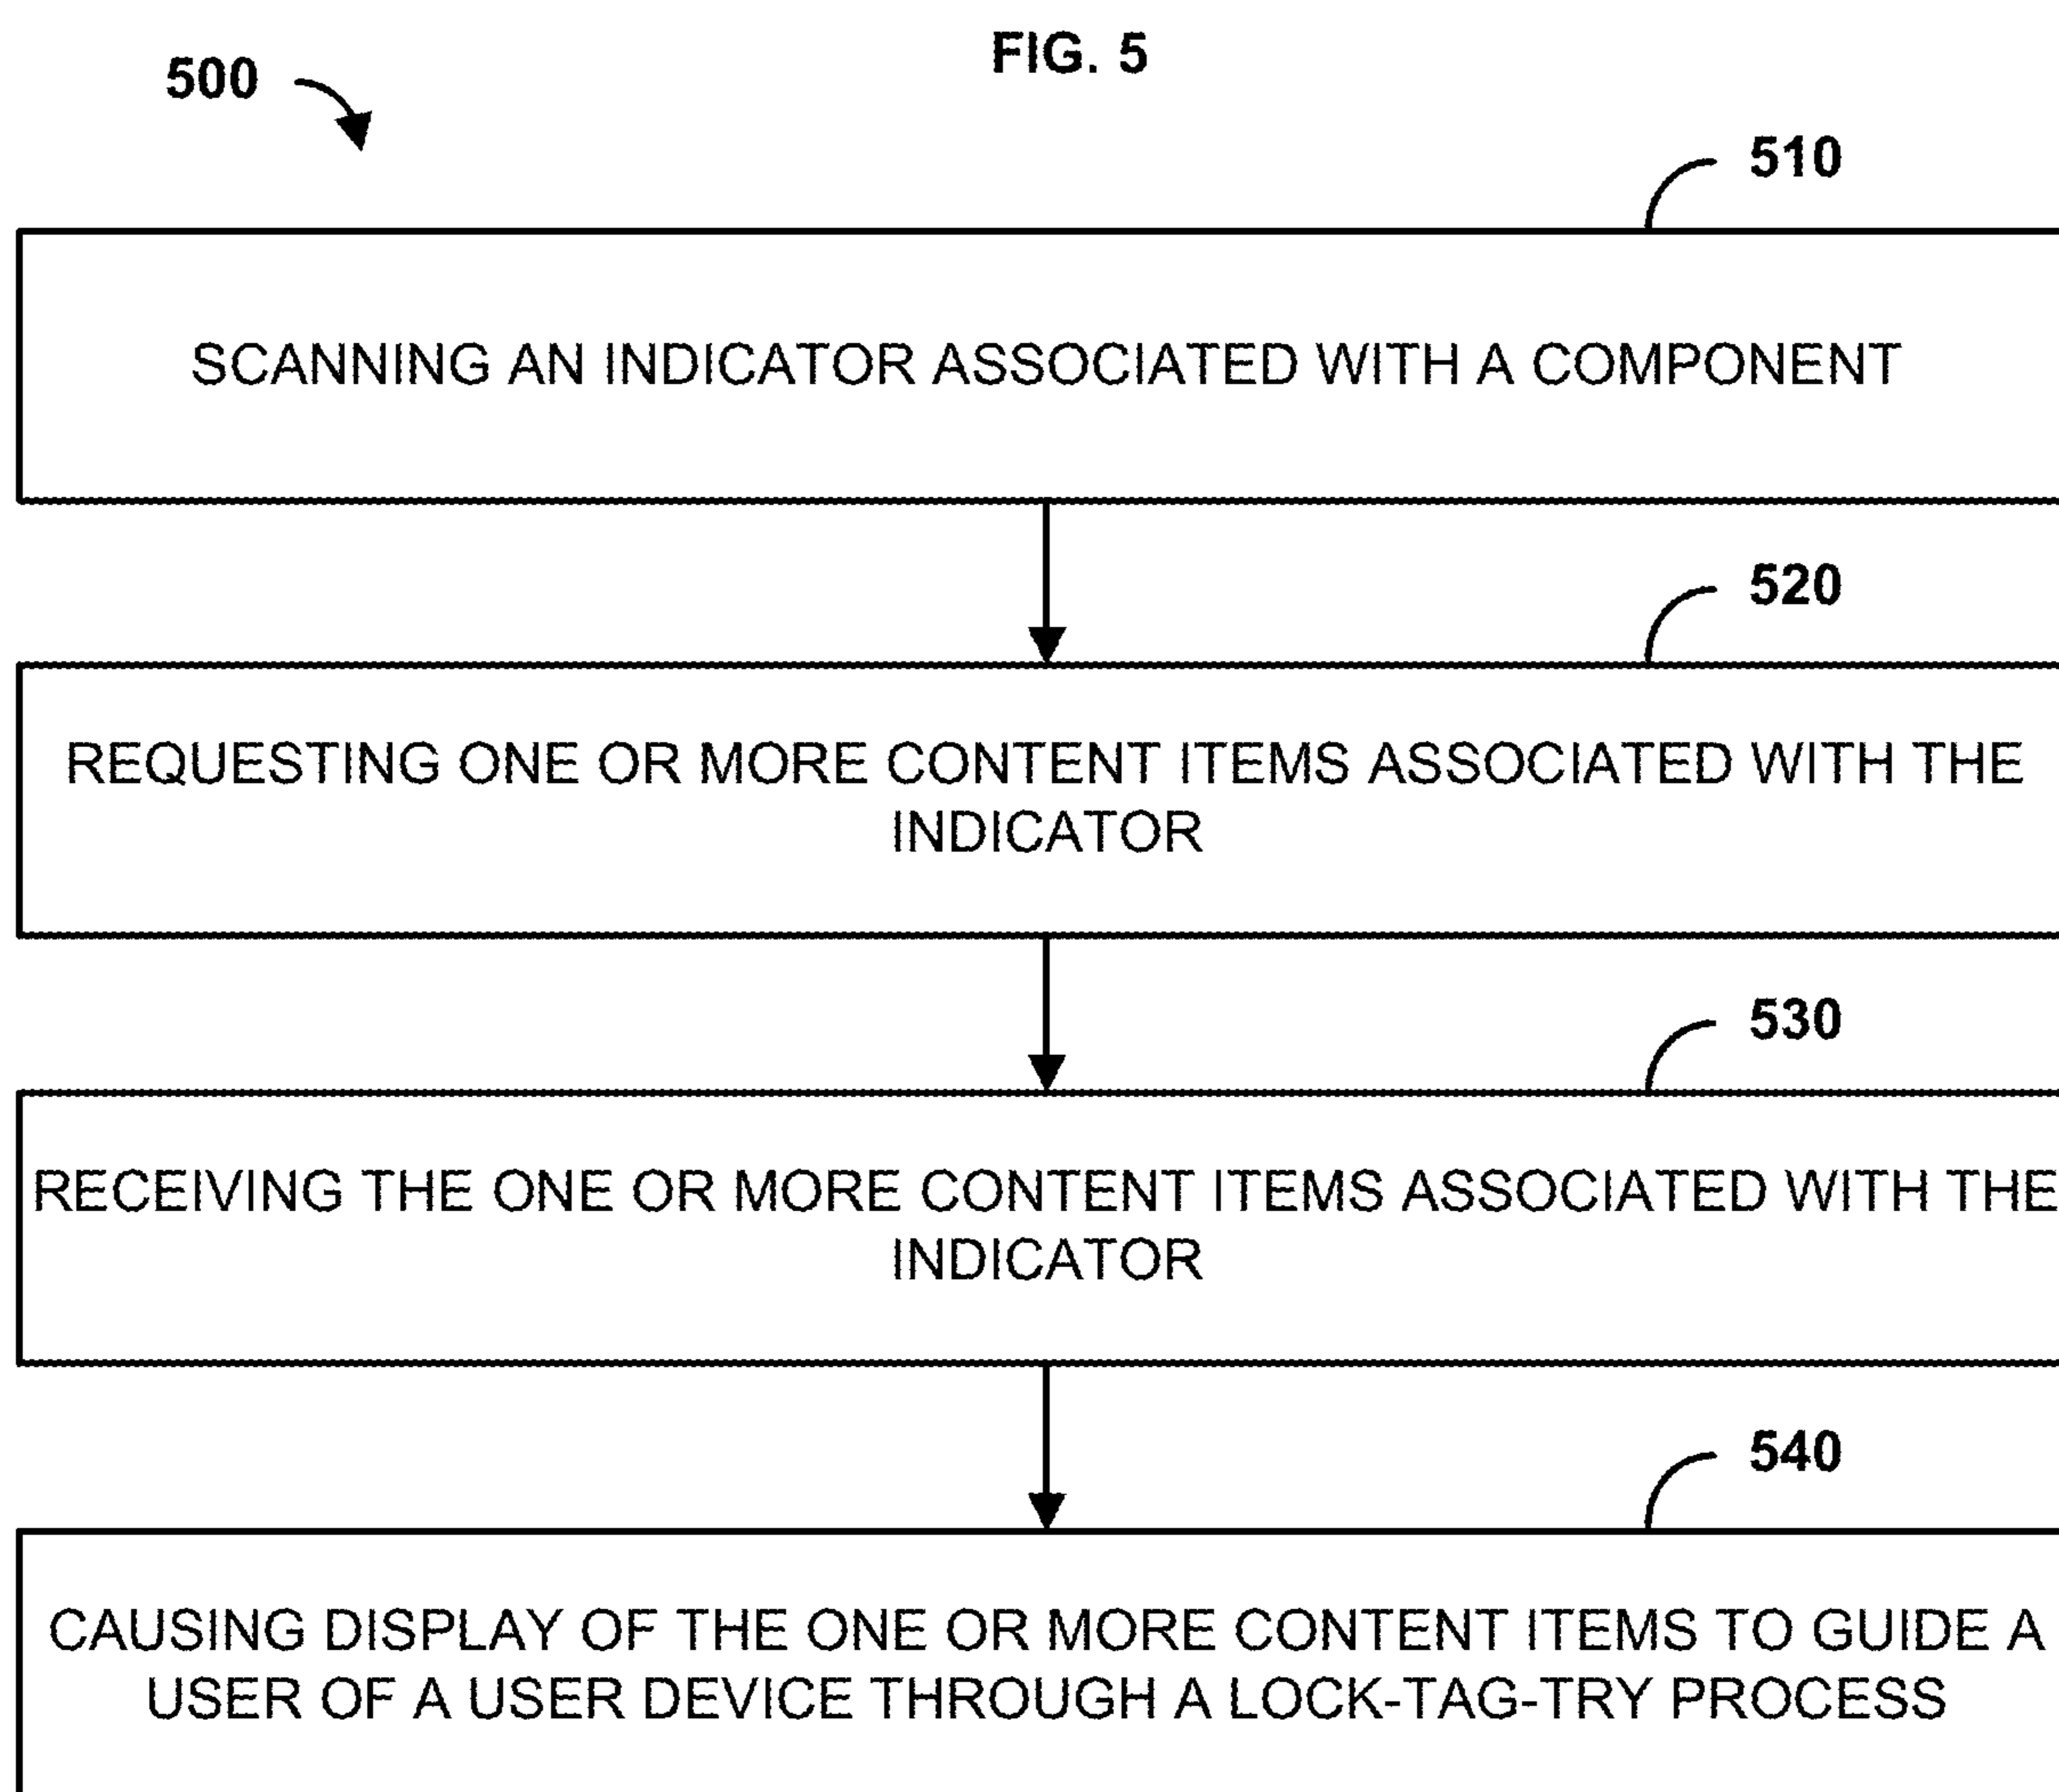 FIG. 5
500
510
SCANNING AN INDICATOR ASSOCIATED WITH A COMPONENT
520
REQUESTING ONE OR MORE CONTENT ITEMS ASSOCIATED WITH THE
INDICATOR
530
RECEIVING THE ONE OR MORE CONTENT ITEMS ASSOCIATED WITH THE
INDICATOR
540
CAUSING DISPLAY OF THE ONE OR MORE CONTENT ITEMS TO GUIDE A
USER OF A USER DEVICE THROUGH A LOCK-TAG-TRY PROCESS